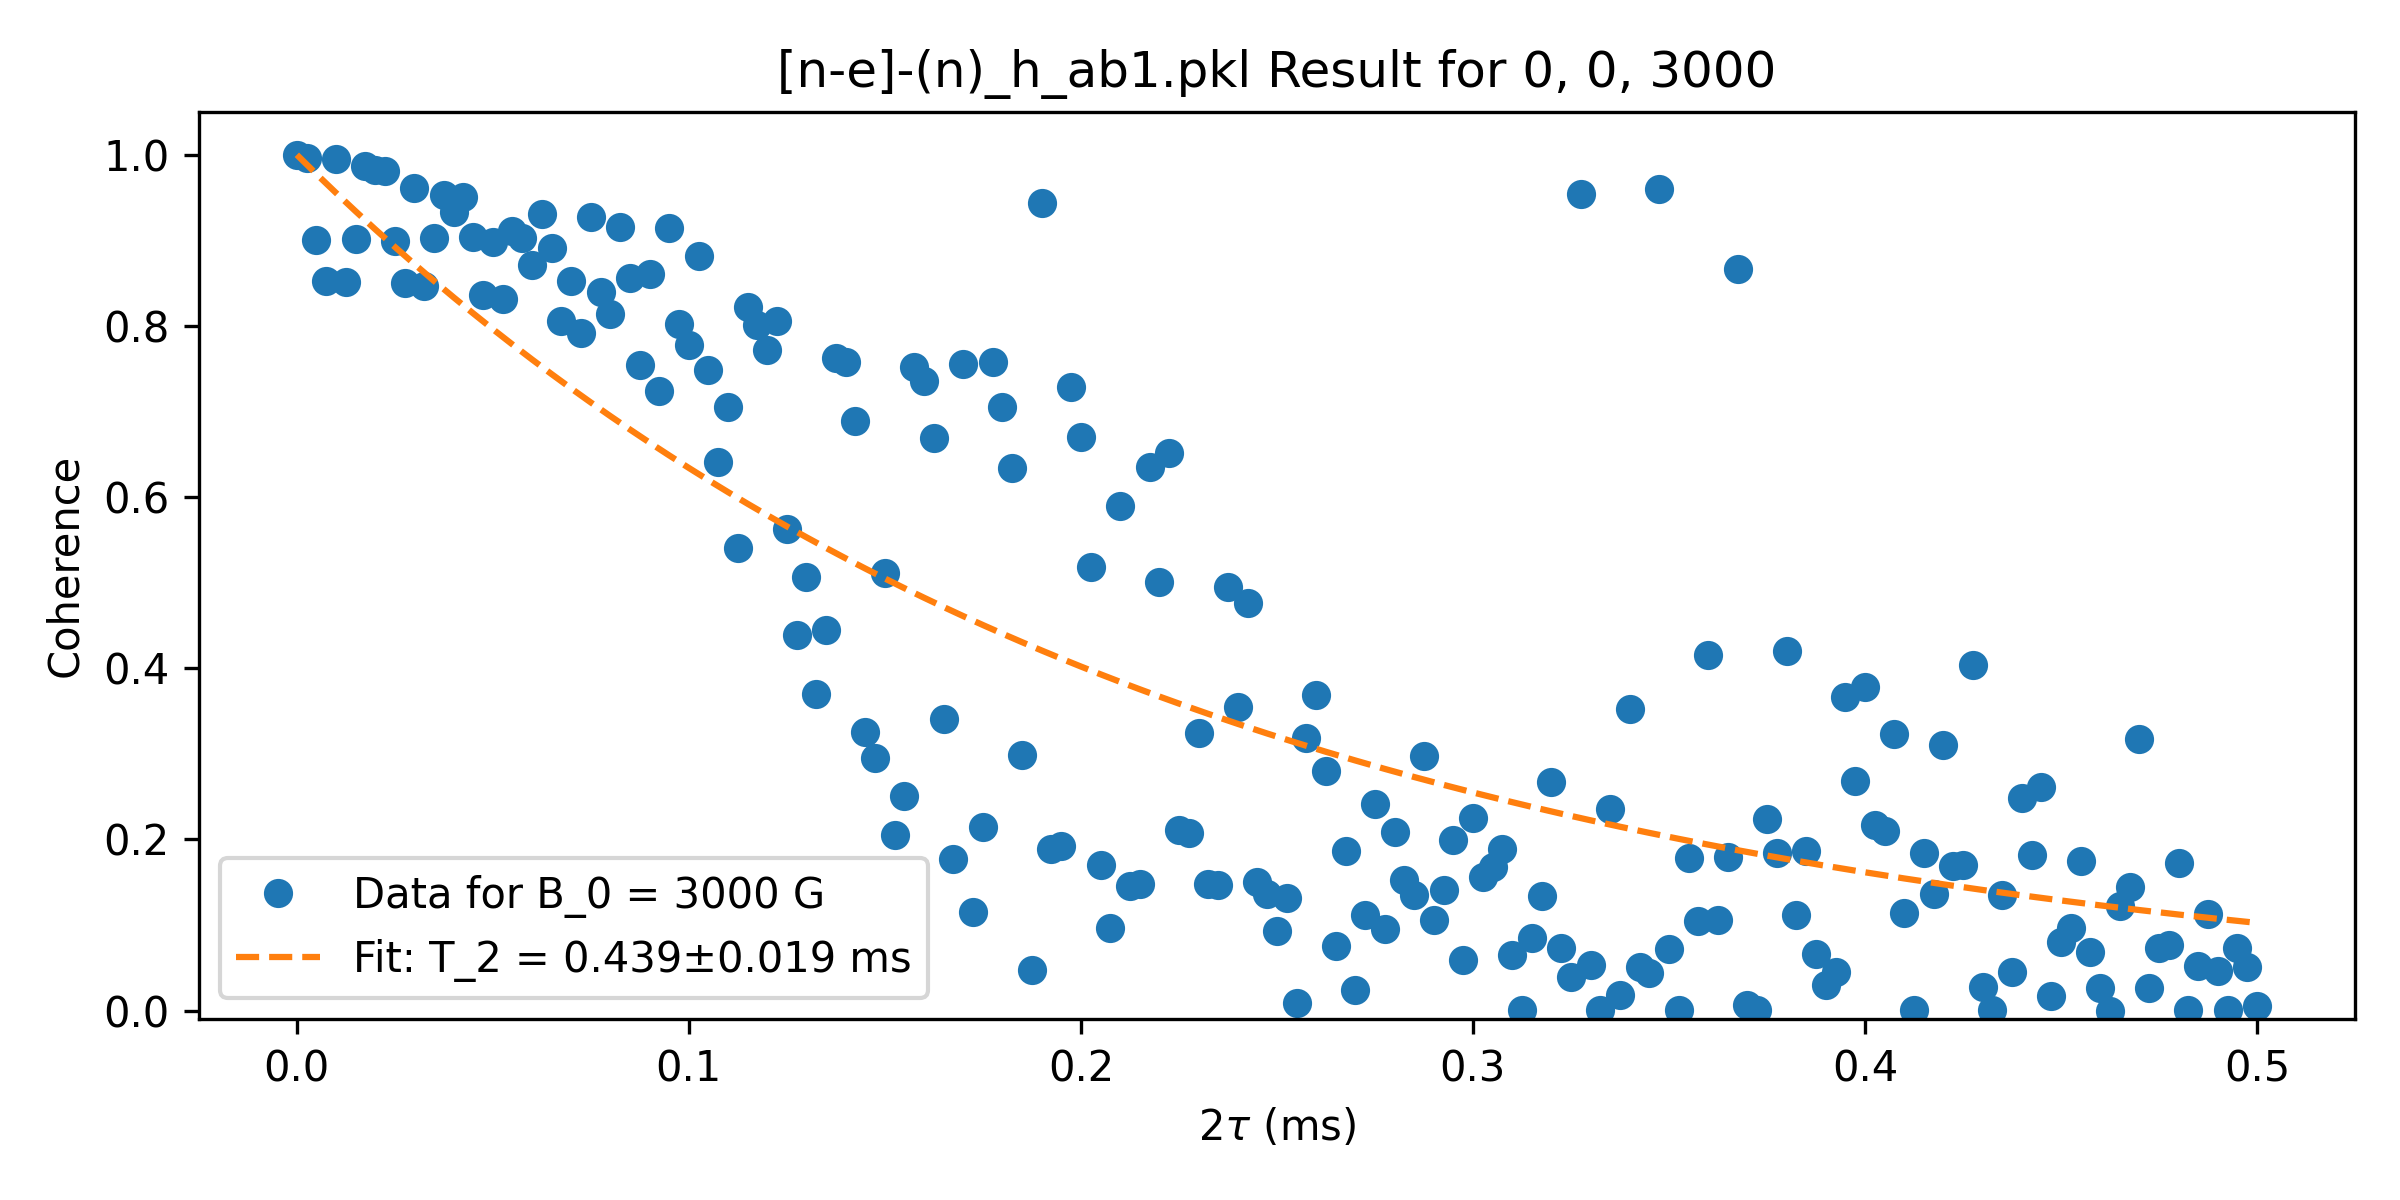 [n-e]-(n)_h_ab1.pkl Result for 0, 0, 3000
Coherence
1.0
0.8
0.6
0.4
0.2
0.0
Data for B_0 = 3000 G
Fit: T_2 = 0.439±0.019 ms
0.0 0.1 0.2 0.3 0.4 0.5
2τ (ms)